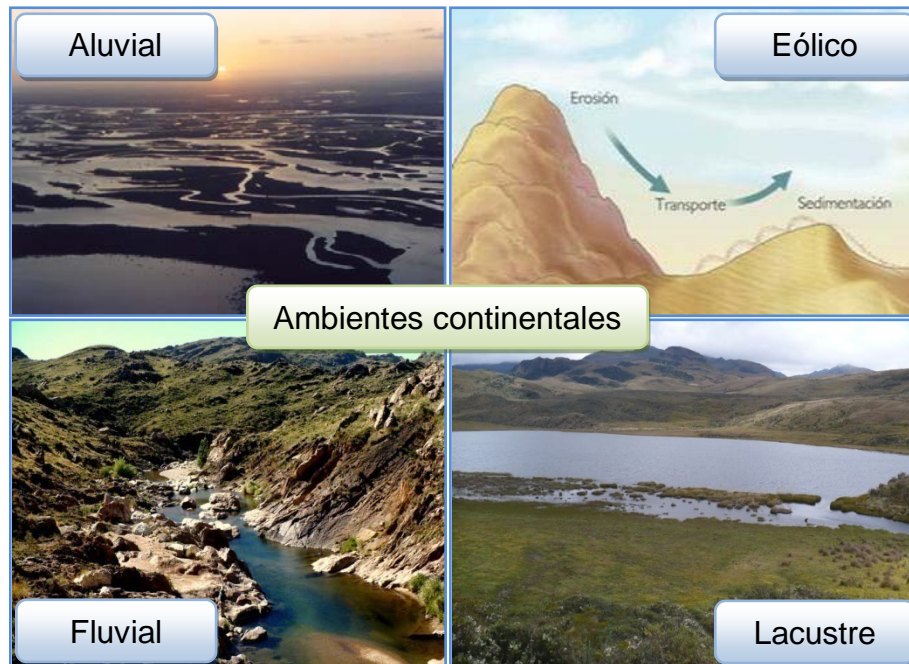 Aluvial
Eólico
Erosión
Transporte
Sedimentación
Ambientes continentales
Fluvial
Lacustre